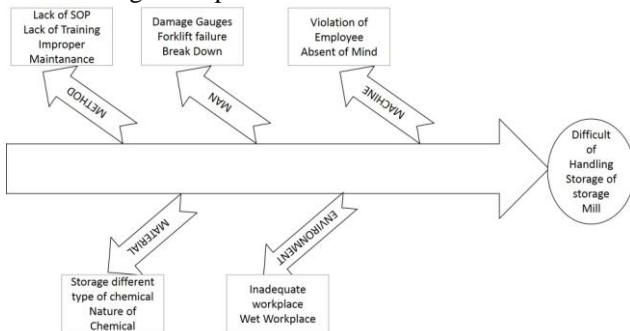 Lack of SOP
Lack of Training
Improper
Maintanance
Damage Gauges
Forklift failure
Break Down
Violation of
Employee
Absent of Mind
METHOD
MAN
MACHINE
Difficult
of
Handling
Storage of
storage
Mill
MATERIAL
ENVIRONMENT
Storage different
type of chemical
Nature of
Chemical
Inadequate
workplace
Wet Workplace